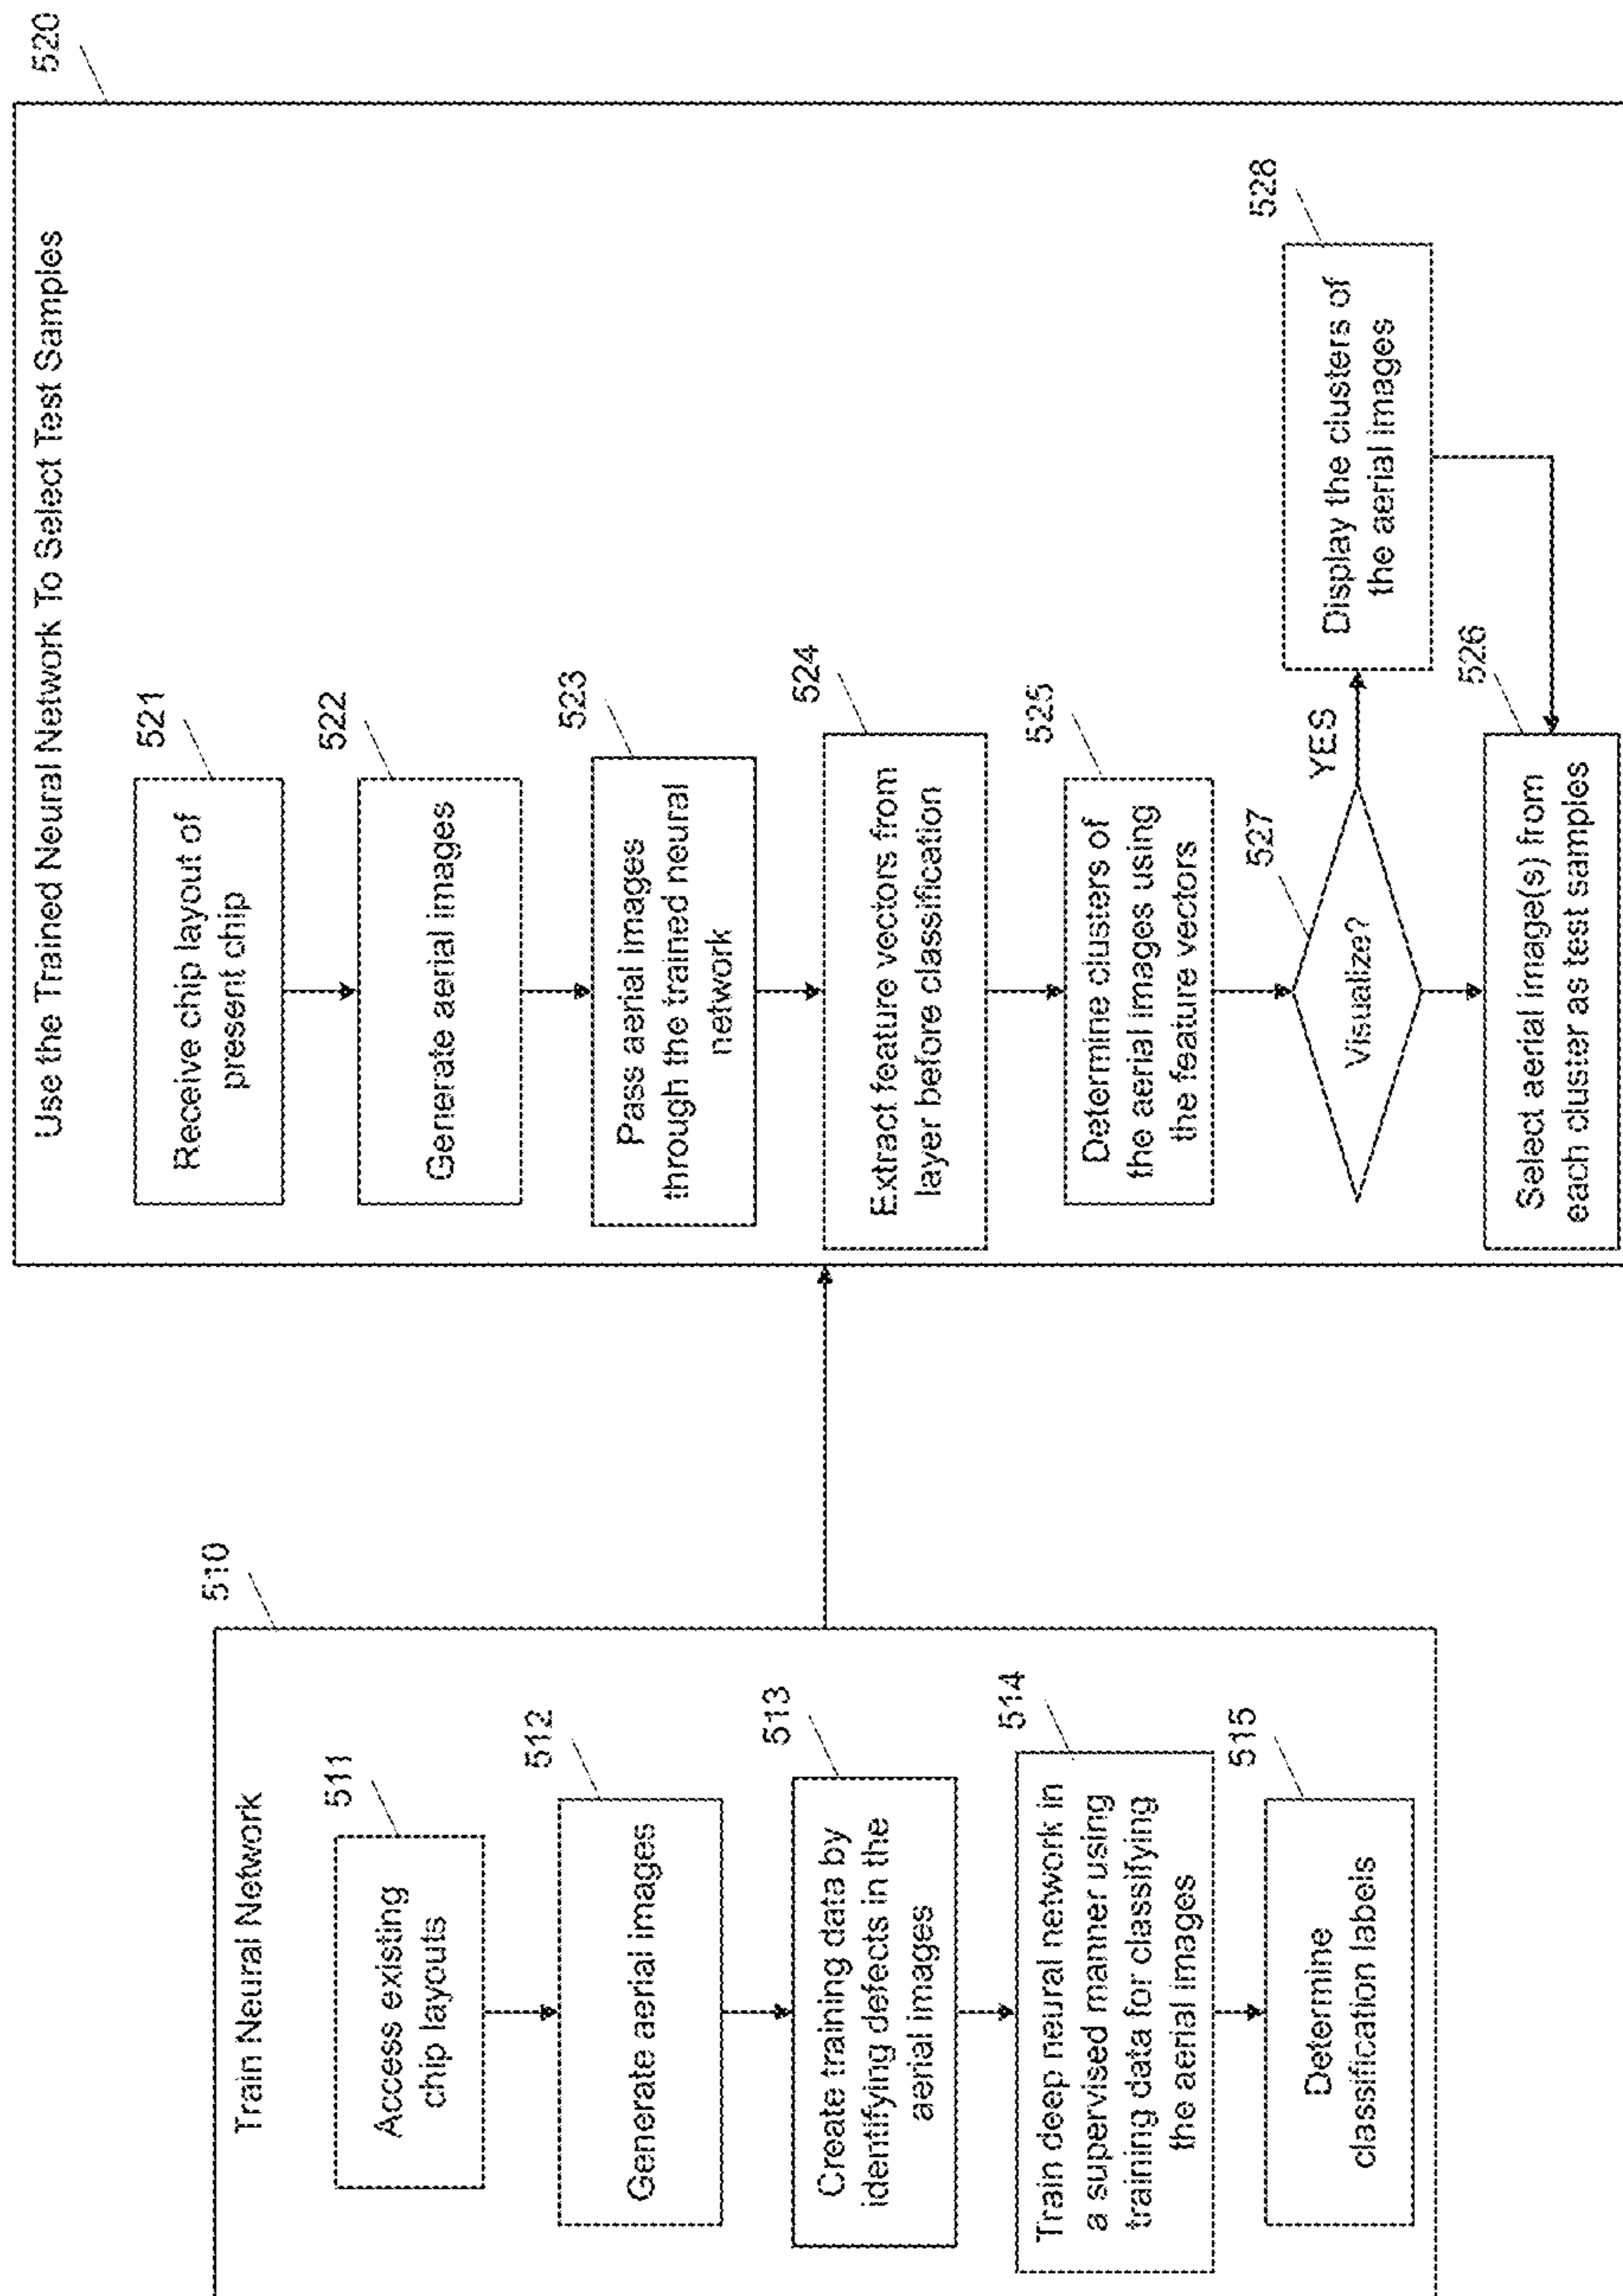 510
Train Neural Network
511
Access existing
chip layouts
512
Generate aerial images
513
Create training data by
identifying defects in the
aerial images
514
Train deep neural network in
a supervised manner using
training data for classifying
the aerial images
515
Determine
classification labels
520
Use the Trained Neural Network To Select Test Samples
521
Receive chip layout of
present chip
522
Generate aerial images
523
Pass aerial images
through the trained neural
network
524
Extract feature vectors from
layer before classification
525
Determine clusters of
the aerial images using
the feature vectors
527
Visualize?
YES
528
Display the clusters of
the aerial images
526
Select aerial image(s) from
each cluster as test samples